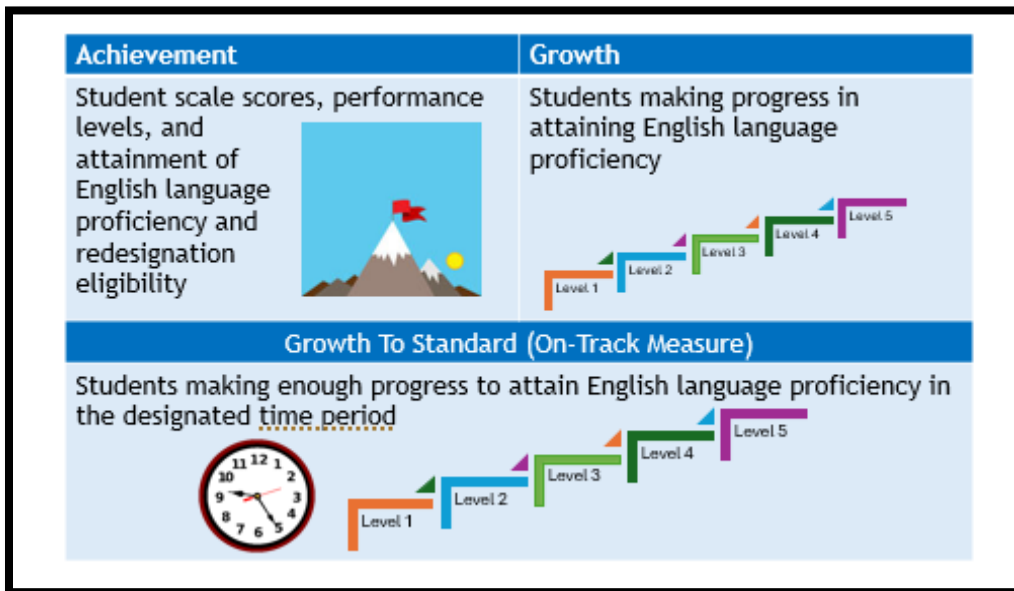 Achievement
Growth
Student scale scores, performance
levels, and
attainment of
English language
proficiency and
redesignation
eligibility
Students making progress in
attaining English language
proficiency
Level 1
Level 2
Level 3
Level 4
Level 5
Growth To Standard (On-Track Measure)
Students making enough progress to attain English language proficiency in
the designated time period
11 12 1
10 2
9 3
8 4
7 6 5
Level 1
Level 2
Level 3
Level 4
Level 5